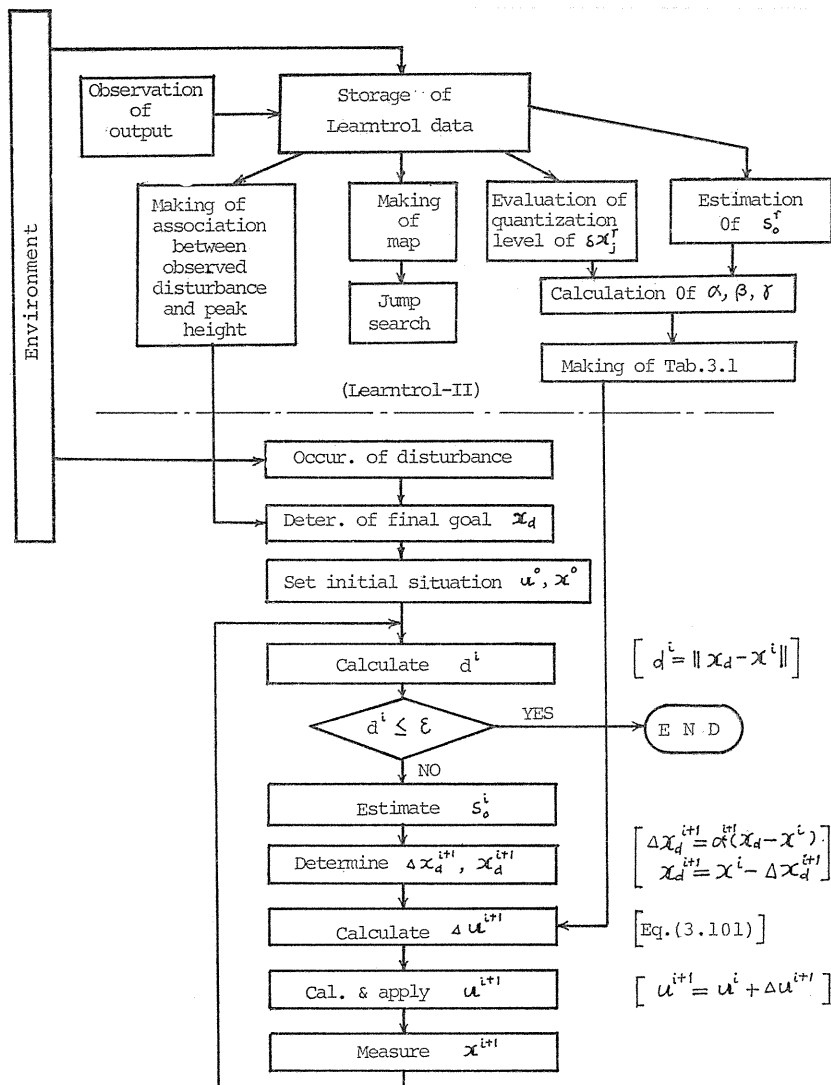 Environment
Observation
of
output
Storage of
Learntrol data
Making of
association
between
observed
disturbance
and peak
height
Making
of
map
Evaluation of
quantization
level of δx_j^r
Estimation
Of s_o^r
Jump
search
Calculation Of α, β, γ
Making of Tab.3.1
(Learntrol-II)
Occur. of disturbance
Deter. of final goal x_d
Set initial situation u^o, x^o
Calculate d^i
[ d^i = ‖ x_d - x^i ‖ ]
d^i ≤ ε
YES
E N D
NO
Estimate s_o^i
Determine Δx_d^{i+1}, x_d^{i+1}
[ Δx_d^{i+1} = α^{i+1}(x_d - x^i)
x_d^{i+1} = x^i - Δx_d^{i+1} ]
Calculate Δu^{i+1}
[Eq.(3.101)]
Cal. & apply u^{i+1}
[ u^{i+1} = u^i + Δu^{i+1} ]
Measure x^{i+1}